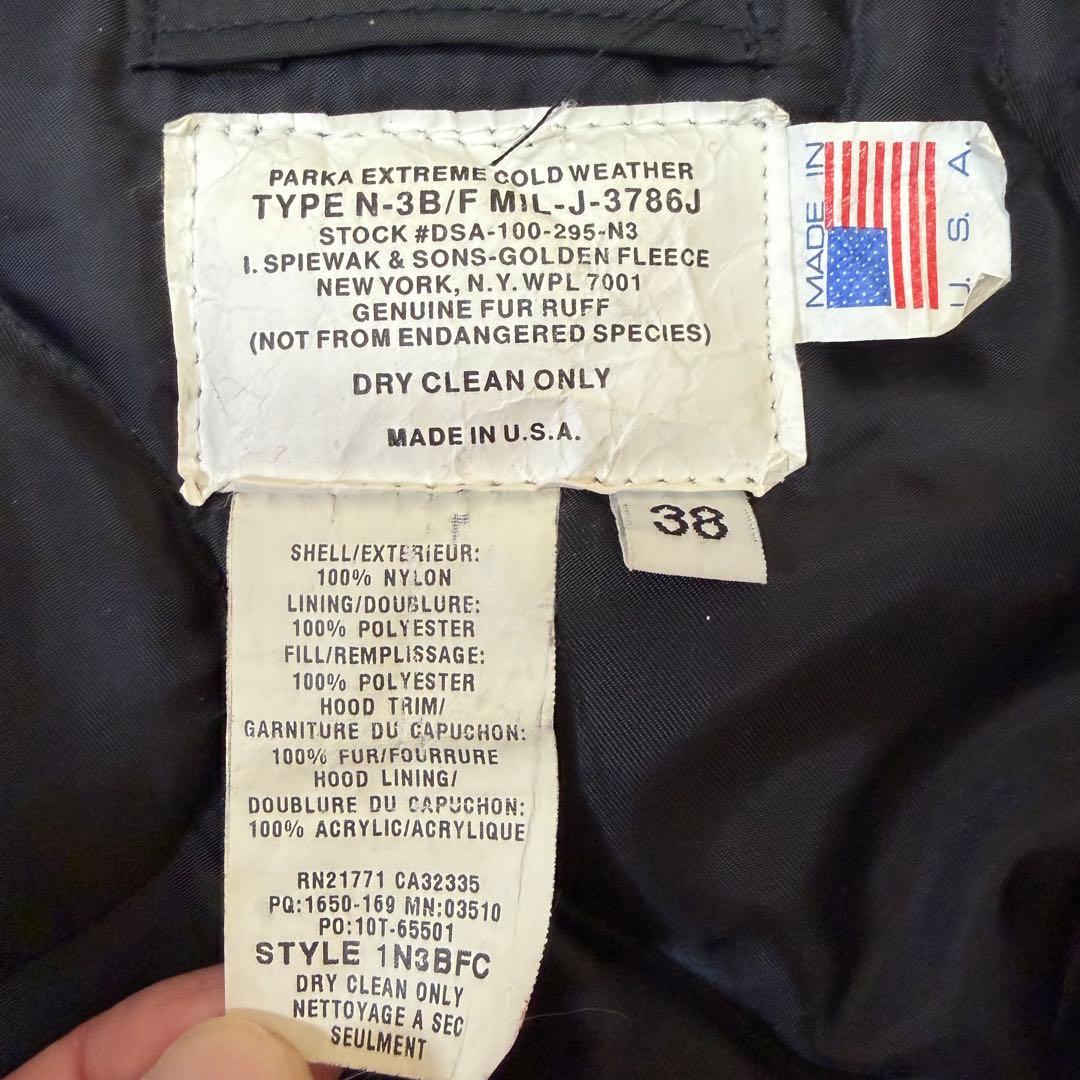 PARKA EXTREME COLD WEATHER
TYPE N-3B/F MIL-J-3786J
STOCK #DSA-100-295-N3
I. SPIEWAK & SONS-GOLDEN FLEECE
NEW YORK, N.Y. WPL 7001
GENUINE FUR RUFF
(NOT FROM ENDANGERED SPECIES)
DRY CLEAN ONLY
MADE IN U.S.A.
MADE IN
U. S. A.
38
SHELL/EXTERIEUR:
100% NYLON
LINING/DOUBLURE:
100% POLYESTER
FILL/REMPLISSAGE:
100% POLYESTER
HOOD TRIM/
GARNITURE DU CAPUCHON:
100% FUR/FOURRURE
HOOD LINING/
DOUBLURE DU CAPUCHON:
100% ACRYLIC/ACRYLIQUE
RN21771 CA32335
PQ:1650-169 MN:03510
PO:10T-65501
STYLE 1N3BFC
DRY CLEAN ONLY
NETTOYAGE A SEC
SEULMENT